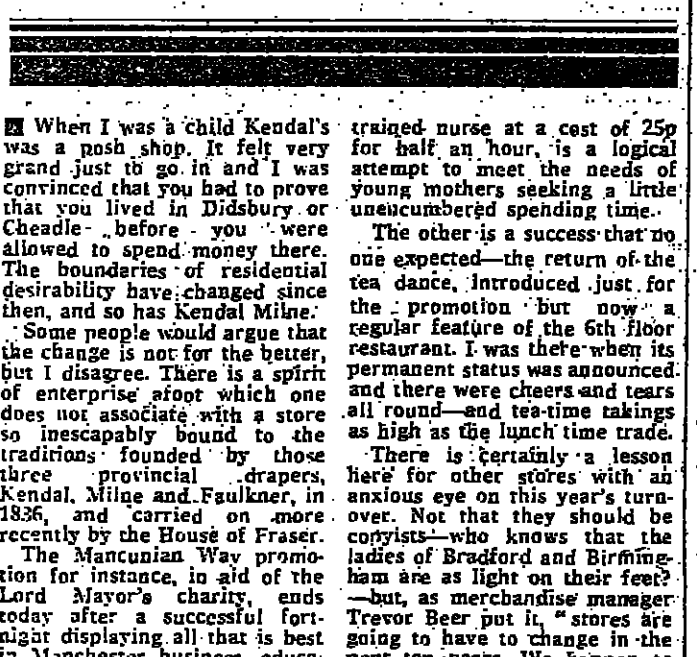 When I was a child Kendal's
was a posh shop. It felt very
grand just to go in and I was
convinced that you had to prove
that you lived in Didsbury or
Cheadle before you were
allowed to spend money there.
The boundaries of residential
desirability have changed since
then, and so has Kendal Milne.
Some people would argue that
the change is not for the better,
but I disagree. There is a spirit
of enterprise afoot which one
does not associate with a store
so inescapably bound to the
traditions founded by those
three provincial drapers,
Kendal, Milne and Faulkner, in
1836, and carried on more
recently by the House of Fraser.
The Mancunian Way promo-
tion for instance, in aid of the
Lord Mayor's charity, ends
today after a successful fort-
night displaying all that is best
in Manchester business
trained nurse at a cost of 25p
for half an hour, is a logical
attempt to meet the needs of
young mothers seeking a little
unencumbered spending time.
The other is a success that no
one expected—the return of the
tea dance, introduced just for
the promotion but now a
regular feature of the 6th floor
restaurant. I was there when its
permanent status was announced
and there were cheers and tears
all round—and tea-time takings
as high as the lunch time trade.
There is certainly a lesson
here for other stores with an
anxious eye on this year's turn-
over. Not that they should be
copyists—who knows that the
ladies of Bradford and Birming-
ham are as light on their feet?
—but, as merchandise manager
Trevor Beer put it, "stores are
going to have to change in the